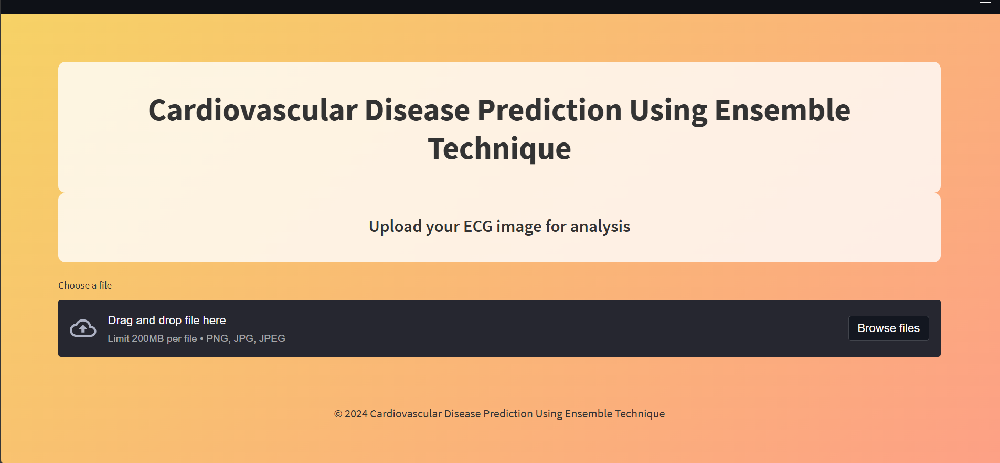 Cardiovascular Disease Prediction Using Ensemble
Technique
Upload your ECG image for analysis
Choose a file
Drag and drop file here
Limit 200MB per file • PNG, JPG, JPEG
Browse files
© 2024 Cardiovascular Disease Prediction Using Ensemble Technique